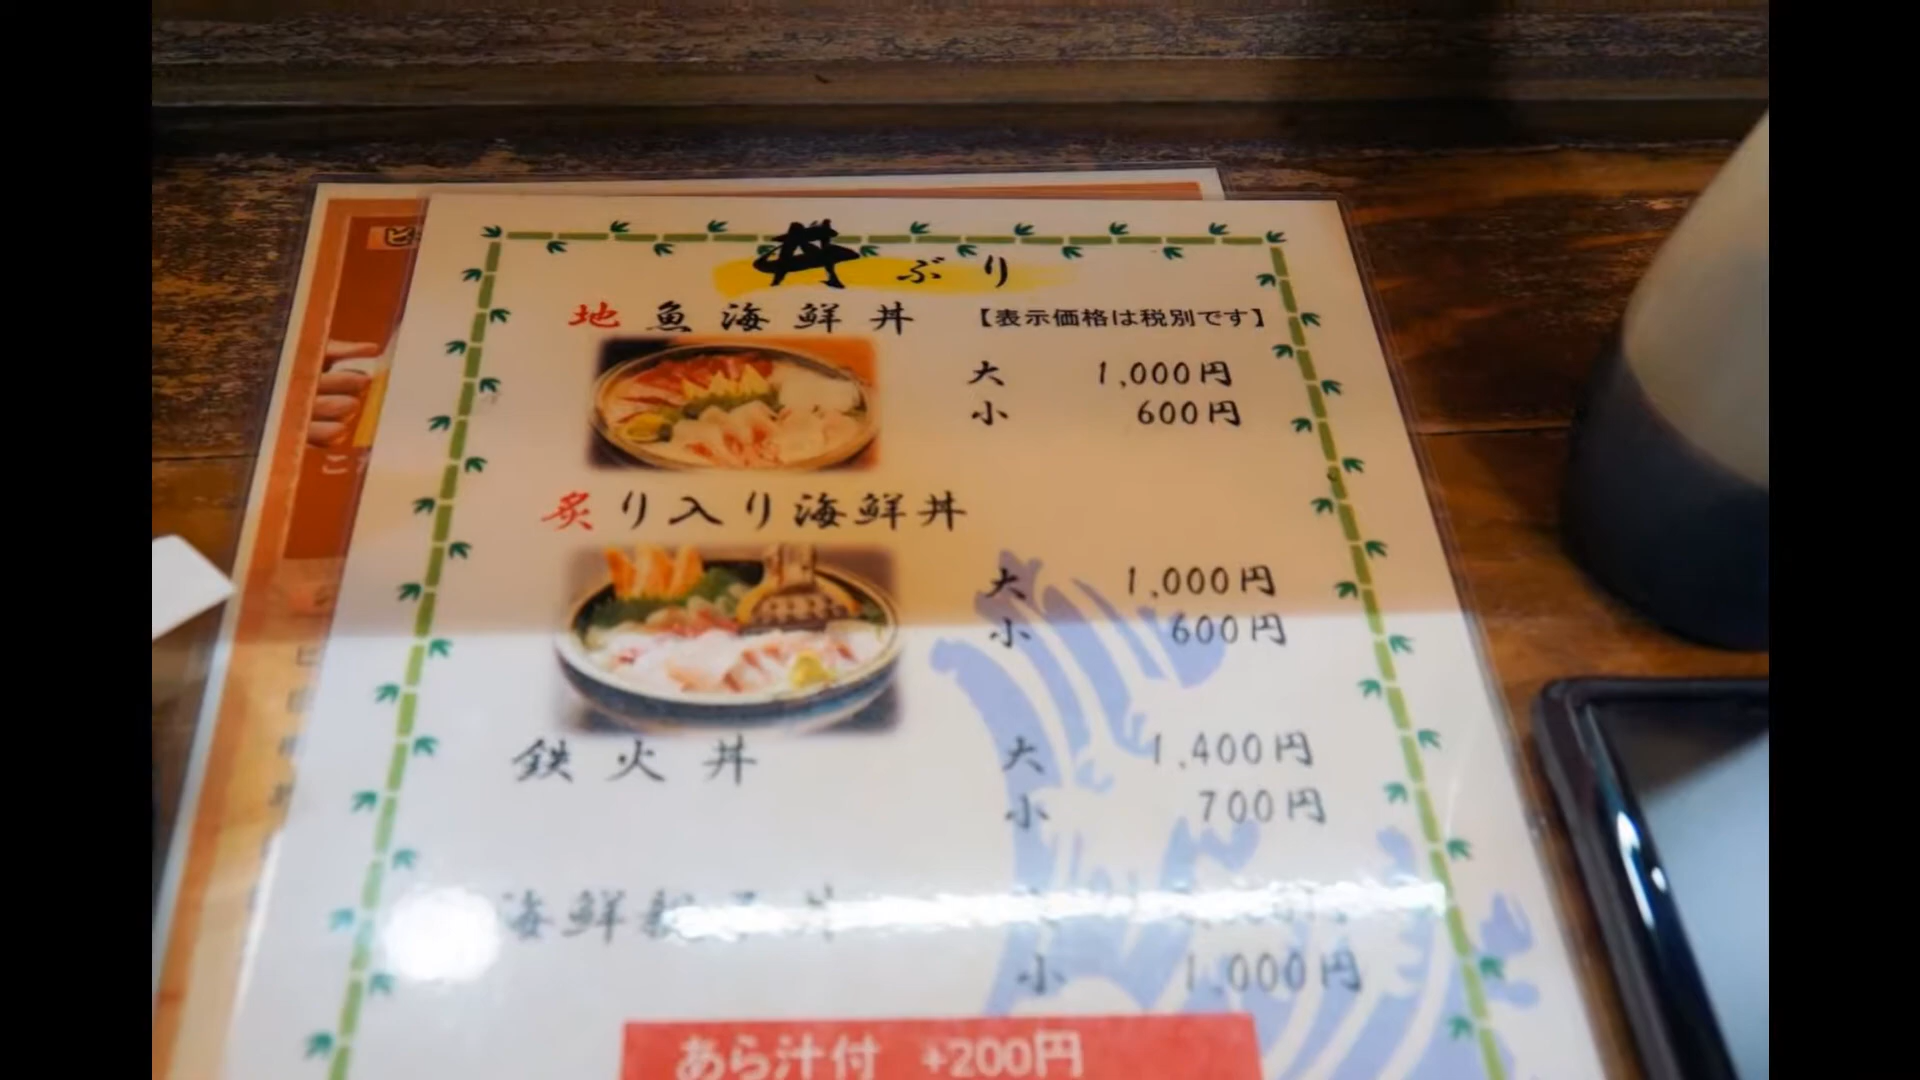 丼ぶり
地魚海鮮丼 【表示価格は税別です】
大 1,000円
小 600円
炙り入り海鮮丼
大 1,000円
小 600円
鉄火丼 大 1,400円
小 700円
海鮮親子丼
小 1,000円
あら汁付 +200円